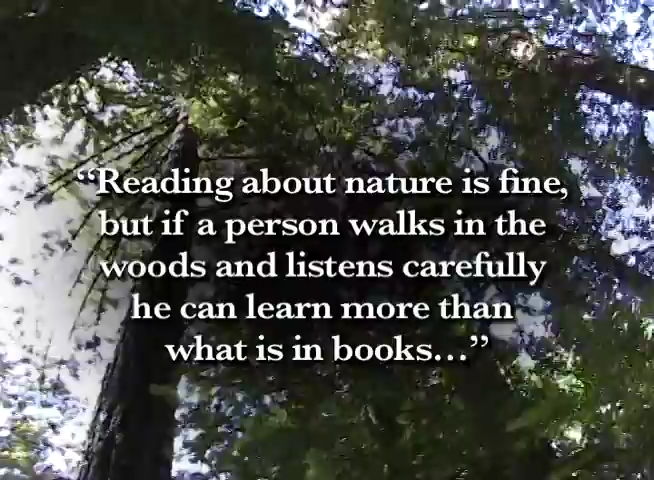 “Reading about nature is fine,
but if a person walks in the
woods and listens carefully
he can learn more than
what is in books…”